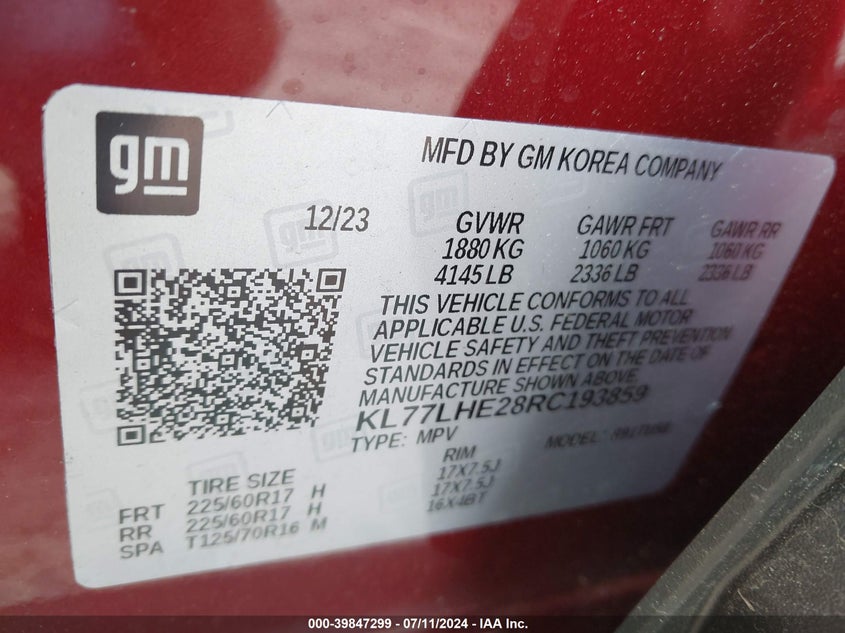 gm
MFD BY GM KOREA COMPANY
12/23 GVWR GAWR FRT GAWR RR
1880 KG 1060 KG 1060 KG
4145 LB 2336 LB 2336 LB
THIS VEHICLE CONFORMS TO ALL
APPLICABLE U.S. FEDERAL MOTOR
VEHICLE SAFETY AND THEFT PREVENTION
STANDARDS IN EFFECT ON THE DATE OF
MANUFACTURE SHOWN ABOVE.
KL77LHE28RC193859
TYPE: MPV MODEL:
TIRE SIZE RIM
FRT 225/60R17 H 17X7.5J
RR 225/60R17 H 17X7.5J
SPA T125/70R16 M 16X4BT
000-39847299 - 07/11/2024 - IAA Inc.